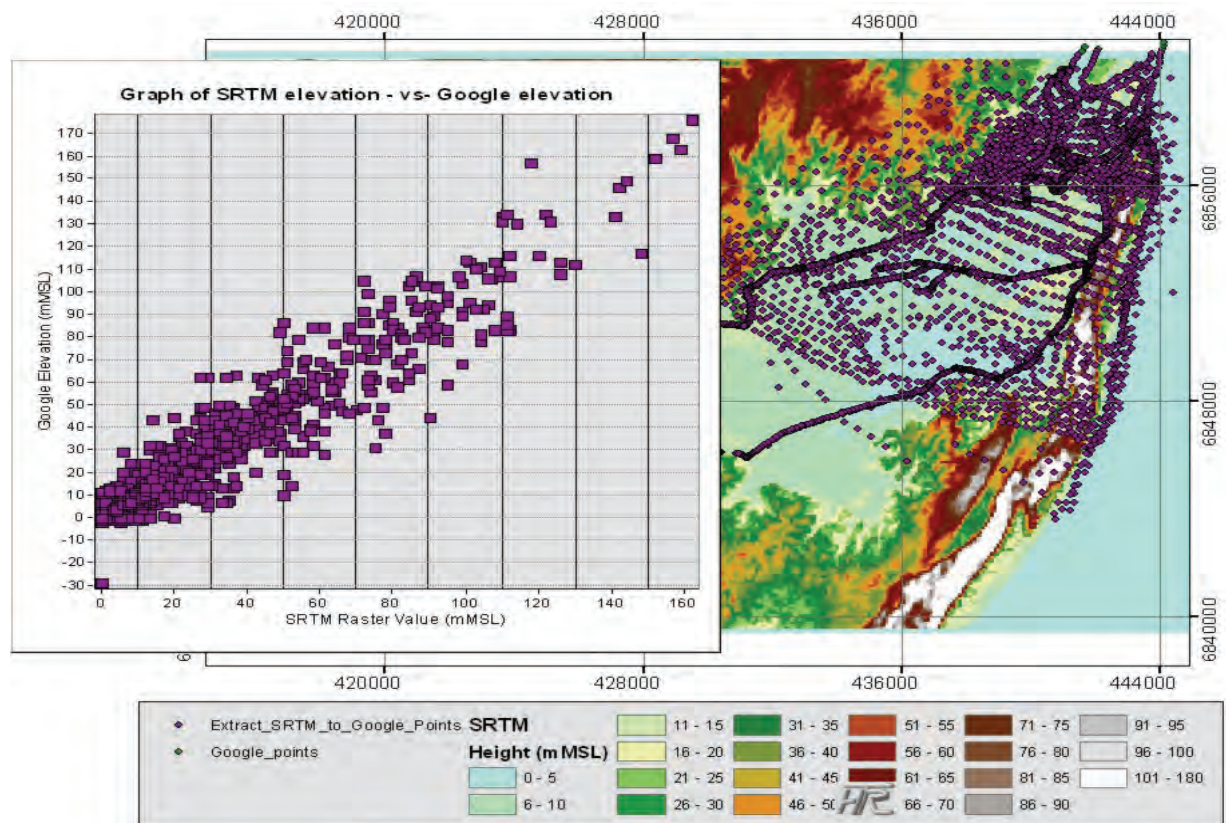 420000 428000 436000 444000
Graph of SRTM elevation - vs- Google elevation
170
160
150
140
130
120
110
100
90
80
70
60
50
40
30
20
10
0
-10
-20
-30
Google Elevation (mMSL)
0 20 40 60 80 100 120 140 160
SRTM Raster Value (mMSL)
6856000
6848000
6840000
6
420000 428000 436000 444000
Extract_SRTM_to_Google_Points
Google_points
SRTM
Height (m MSL)
0 - 5
6 - 10
11 - 15
16 - 20
21 - 25
26 - 30
31 - 35
36 - 40
41 - 45
46 - 50
51 - 55
56 - 60
61 - 65
66 - 70
71 - 75
76 - 80
81 - 85
86 - 90
91 - 95
96 - 100
101 - 180